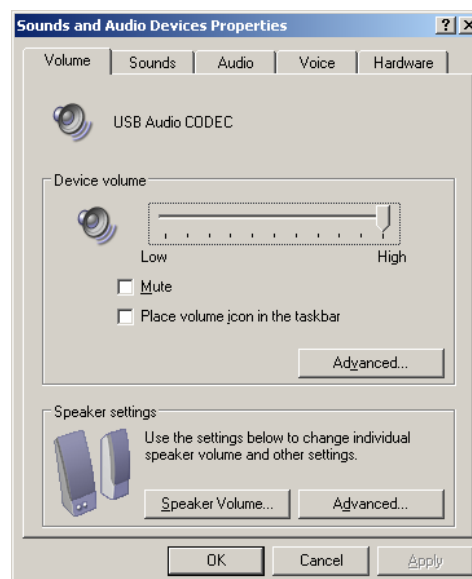 Sounds and Audio Devices Properties
Volume Sounds Audio Voice Hardware
USB Audio CODEC
Device volume
Low High
Mute
Place volume icon in the taskbar
Advanced...
Speaker settings
Use the settings below to change individual
speaker volume and other settings.
Speaker Volume... Advanced...
OK Cancel Apply